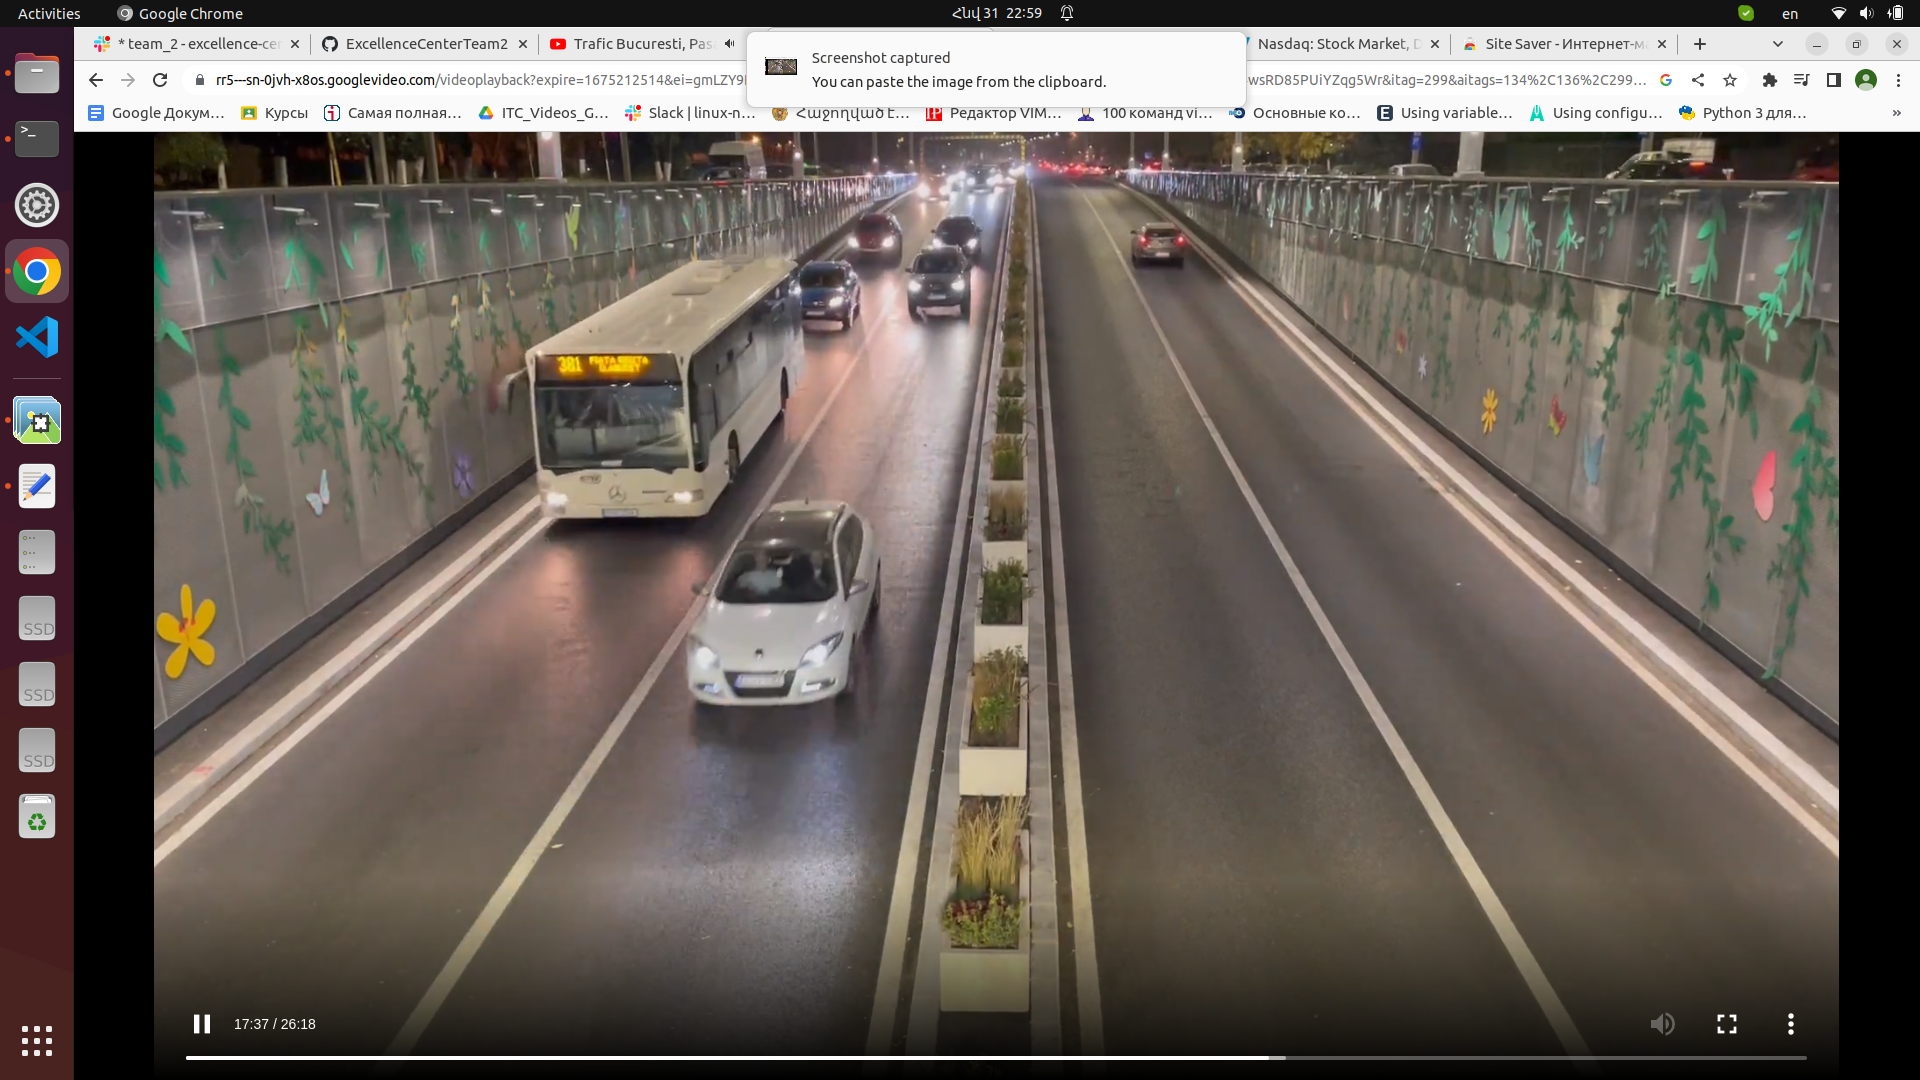 Activities
Google Chrome
Հնվ 31 22:59
en
* team_2 - excellence-ce
ExcellenceCenterTeam2
Trafic Bucuresti, Pas
Nasdaq: Stock Market, D
Site Saver - Интернет-м
Screenshot captured
You can paste the image from the clipboard.
rr5---sn-0jvh-x8os.googlevideo.com/videoplayback?expire=1675212514&ei=gmLZY9
wsRD85PUiYZqg5Wr&itag=299&aitags=134%2C136%2C299…
Google Докум…
Курсы
Самая полная…
ITC_Videos_G…
Slack | linux-n…
Հաջողված է…
Редактор VIM…
100 команд vi…
Основные ко…
Using variable…
Using configu…
Python 3 для…
»
381
17:37 / 26:18
SSD
SSD
SSD